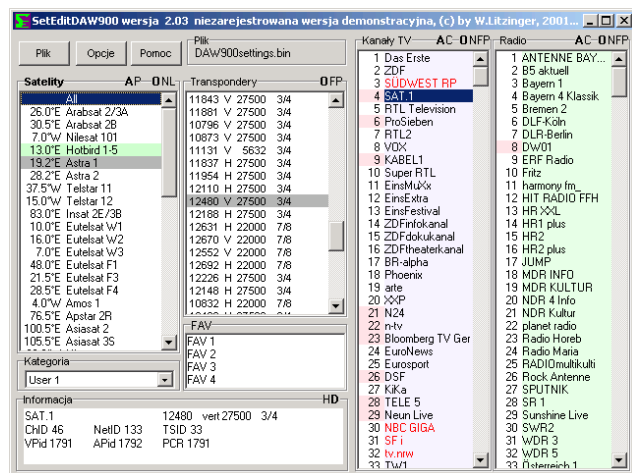 SetEditDAW900 wersja 2.03 niezarejestrowana wersja demonstracyjna, (c) by W.Litzinger, 2001...
Plik
Opcje
Pomoc
Plik
DAW900settings.bin
Satelity AP ONL
All
26.0°E Arabsat 2/3A
30.5°E Arabsat 2B
7.0°W Nilesat 101
13.0°E Hotbird 1-5
19.2°E Astra 1
28.2°E Astra 2
37.5°W Telstar 11
15.0°W Telstar 12
83.0°E Insat 2E/3B
10.0°E Eutelsat W1
16.0°E Eutelsat W2
7.0°E Eutelsat W3
48.0°E Eutelsat F1
21.5°E Eutelsat F3
28.5°E Eutelsat F4
4.0°W Amos 1
76.5°E Apstar 2R
100.5°E Asiasat 2
105.5°E Asiasat 3S
Kategoria
User 1
Transpondery OFP
11843 V 27500 3/4
11881 V 27500 3/4
10796 V 27500 3/4
10873 V 27500 3/4
11131 V 5632 3/4
11837 H 27500 3/4
11954 H 27500 3/4
12110 H 27500 3/4
12480 V 27500 3/4
12188 H 27500 3/4
12631 H 22000 7/8
12670 V 22000 7/8
12552 V 22000 7/8
12692 H 22000 7/8
12226 H 27500 3/4
12148 H 27500 3/4
10832 H 22000 7/8
FAV
FAV 1
FAV 2
FAV 3
FAV 4
Informacja HD
SAT.1 12480 vert 27500 3/4
ChID 46 NetID 133 TSID 33
VPid 1791 APid 1792 PCR 1791
Kanały TV AC ONFP
1 Das Erste
2 ZDF
3 SÜDWEST RP
4 SAT.1
5 RTL Television
6 ProSieben
7 RTL2
8 VOX
9 KABEL1
10 Super RTL
11 EinsMuXx
12 EinsExtra
13 EinsFestival
14 ZDFinfokanal
15 ZDFdokukanal
16 ZDFtheaterkanal
17 BR-alpha
18 Phoenix
19 arte
20 XXP
21 N24
22 n-tv
23 Bloomberg TV Ger
24 EuroNews
25 Eurosport
26 DSF
27 KiKa
28 TELE 5
29 Neun Live
30 NBC GIGA
31 SF i
32 tv.nrw
33 TW1
Radio AC ONFP
1 ANTENNE BAY...
2 B5 aktuell
3 Bayern 1
4 Bayern 4 Klassik
5 Bremen 2
6 DLF-Köln
7 DLR-Berlin
8 DW01
9 ERF Radio
10 Fritz
11 harmony fm_
12 HIT RADIO FFH
13 HR XXL
14 HR1 plus
15 HR2
16 HR2 plus
17 JUMP
18 MDR INFO
19 MDR KULTUR
20 NDR 4 Info
21 NDR Kultur
22 planet radio
23 Radio Horeb
24 Radio Maria
25 RADIOmultikulti
26 Rock Antenne
27 SPUTNIK
28 SR 1
29 Sunshine Live
30 SWR2
31 WDR 3
32 WDR 5
33 Österreich 1